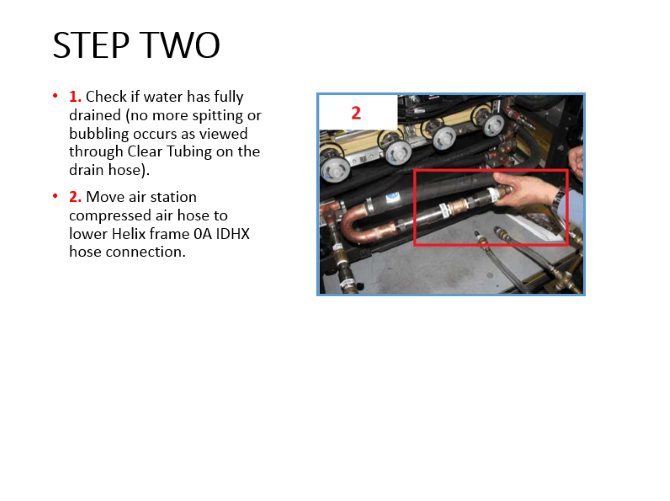 STEP TWO
• 1. Check if water has fully
drained (no more spitting or
bubbling occurs as viewed
through Clear Tubing on the
drain hose).
• 2. Move air station
compressed air hose to
lower Helix frame 0A IDHX
hose connection.
2